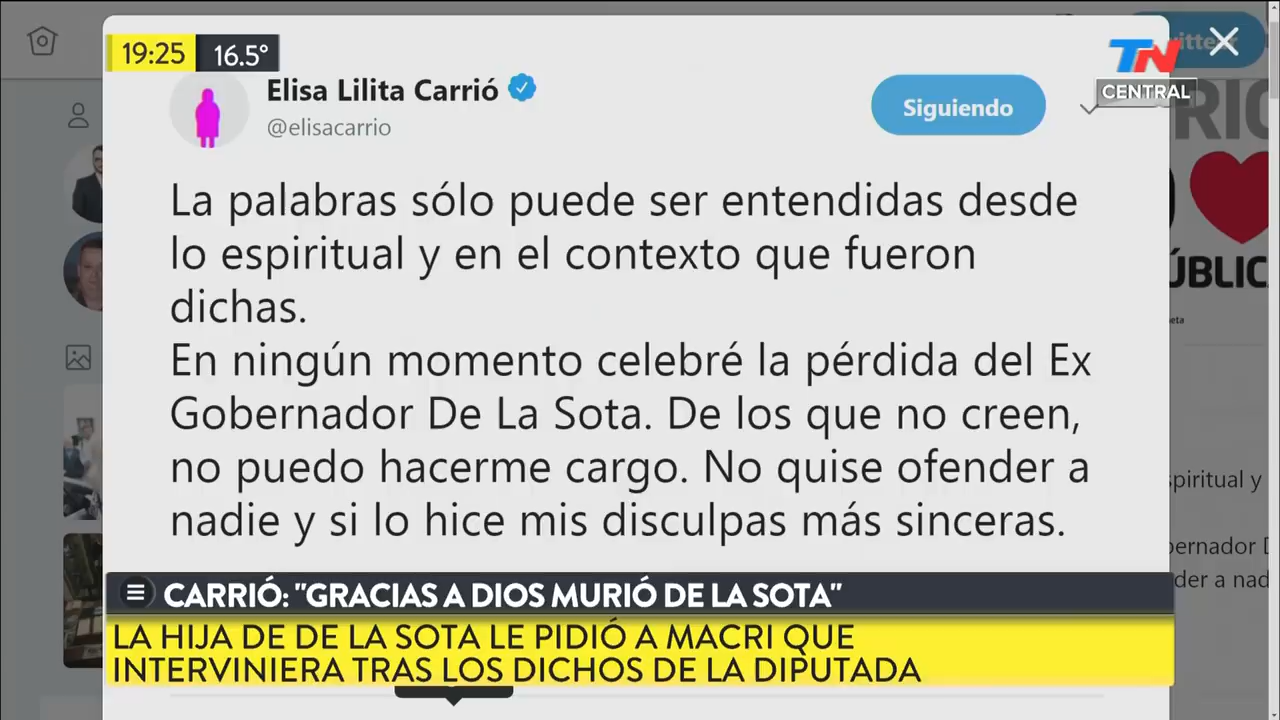 19:25 16.5°
TN
CENTRAL
Elisa Lilita Carrió
@elisacarrio
Siguiendo
La palabras sólo puede ser entendidas desde
lo espiritual y en el contexto que fueron
dichas.
En ningún momento celebré la pérdida del Ex
Gobernador De La Sota. De los que no creen,
no puedo hacerme cargo. No quise ofender a
nadie y si lo hice mis disculpas más sinceras.
CARRIÓ: "GRACIAS A DIOS MURIÓ DE LA SOTA"
LA HIJA DE DE LA SOTA LE PIDIÓ A MACRI QUE
INTERVINIERA TRAS LOS DICHOS DE LA DIPUTADA